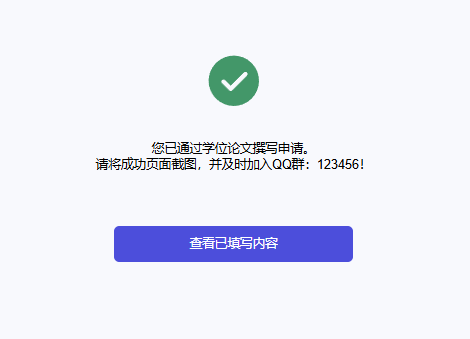 您已通过学位论文撰写申请。
请将成功页面截图，并及时加入QQ群：123456！
查看已填写内容